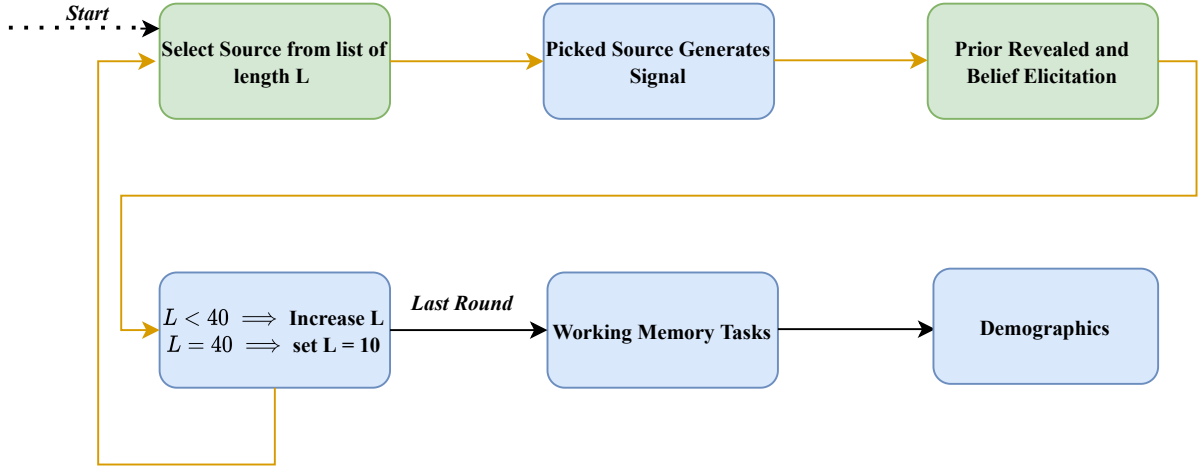 Start
Select Source from list of
length L
Picked Source Generates
Signal
Prior Revealed and
Belief Elicitation
L < 40 ⟹ Increase L
L = 40 ⟹ set L = 10
Last Round
Working Memory Tasks
Demographics